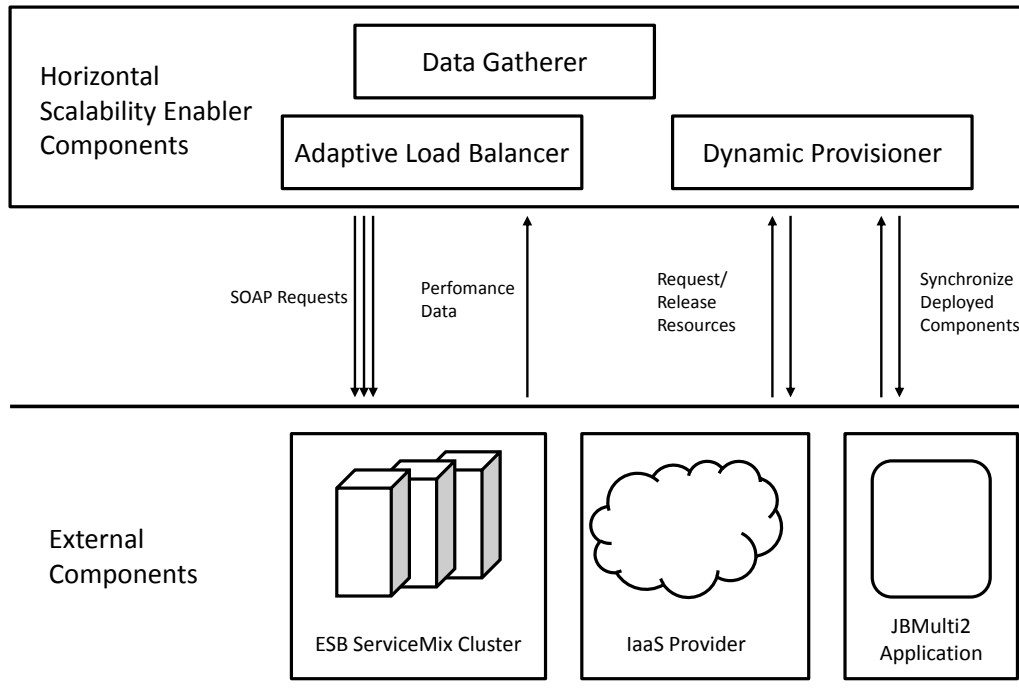 Data Gatherer
Horizontal
Scalability Enabler
Components
Adaptive Load Balancer
Dynamic Provisioner
SOAP Requests
Perfomance
Data
Request/
Release
Resources
Synchronize
Deployed
Components
External
Components
ESB ServiceMix Cluster
IaaS Provider
JBMulti2
Application